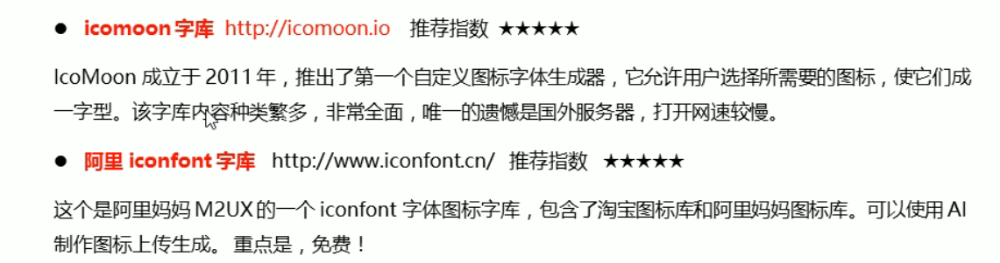 ● icomoon字库 http://icomoon.io 推荐指数 ★★★★★
IcoMoon 成立于 2011 年，推出了第一个自定义图标字体生成器，它允许用户选择所需要的图标，使它们成
一字型。该字库内容种类繁多，非常全面，唯一的遗憾是国外服务器，打开网速较慢。
● 阿里 iconfont 字库 http://www.iconfont.cn/ 推荐指数 ★★★★★
这个是阿里妈妈 M2UX 的一个 iconfont 字体图标字库，包含了淘宝图标库和阿里妈妈图标库。可以使用 AI
制作图标上传生成。 重点是，免费！